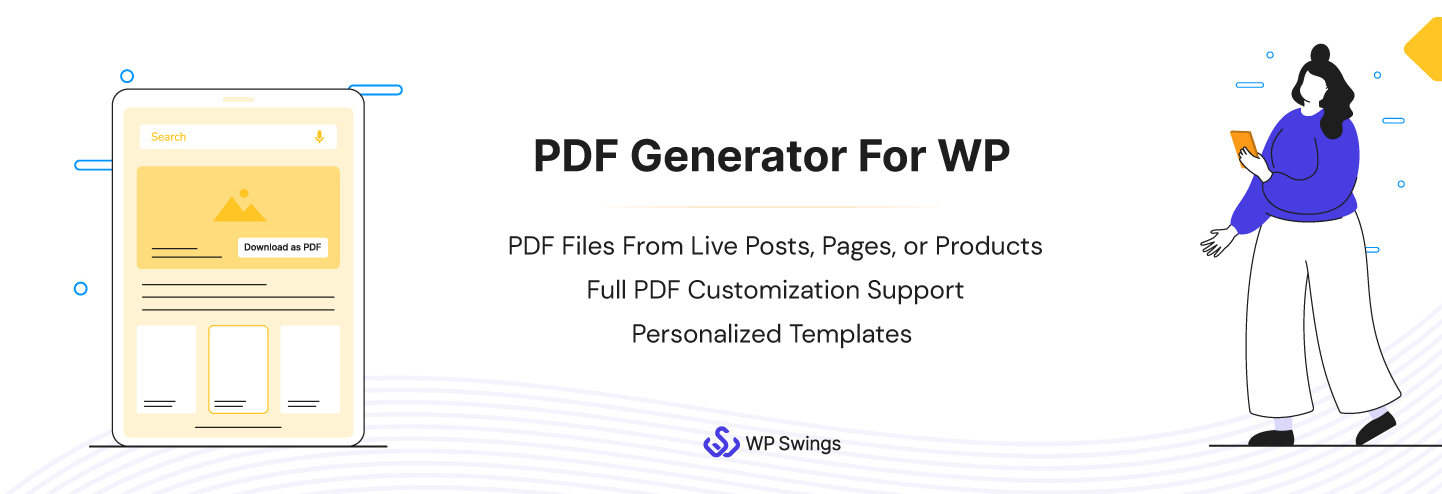 Search
Download as PDF
PDF Generator For WP
PDF Files From Live Posts, Pages, or Products
Full PDF Customization Support
Personalized Templates
WP Swings